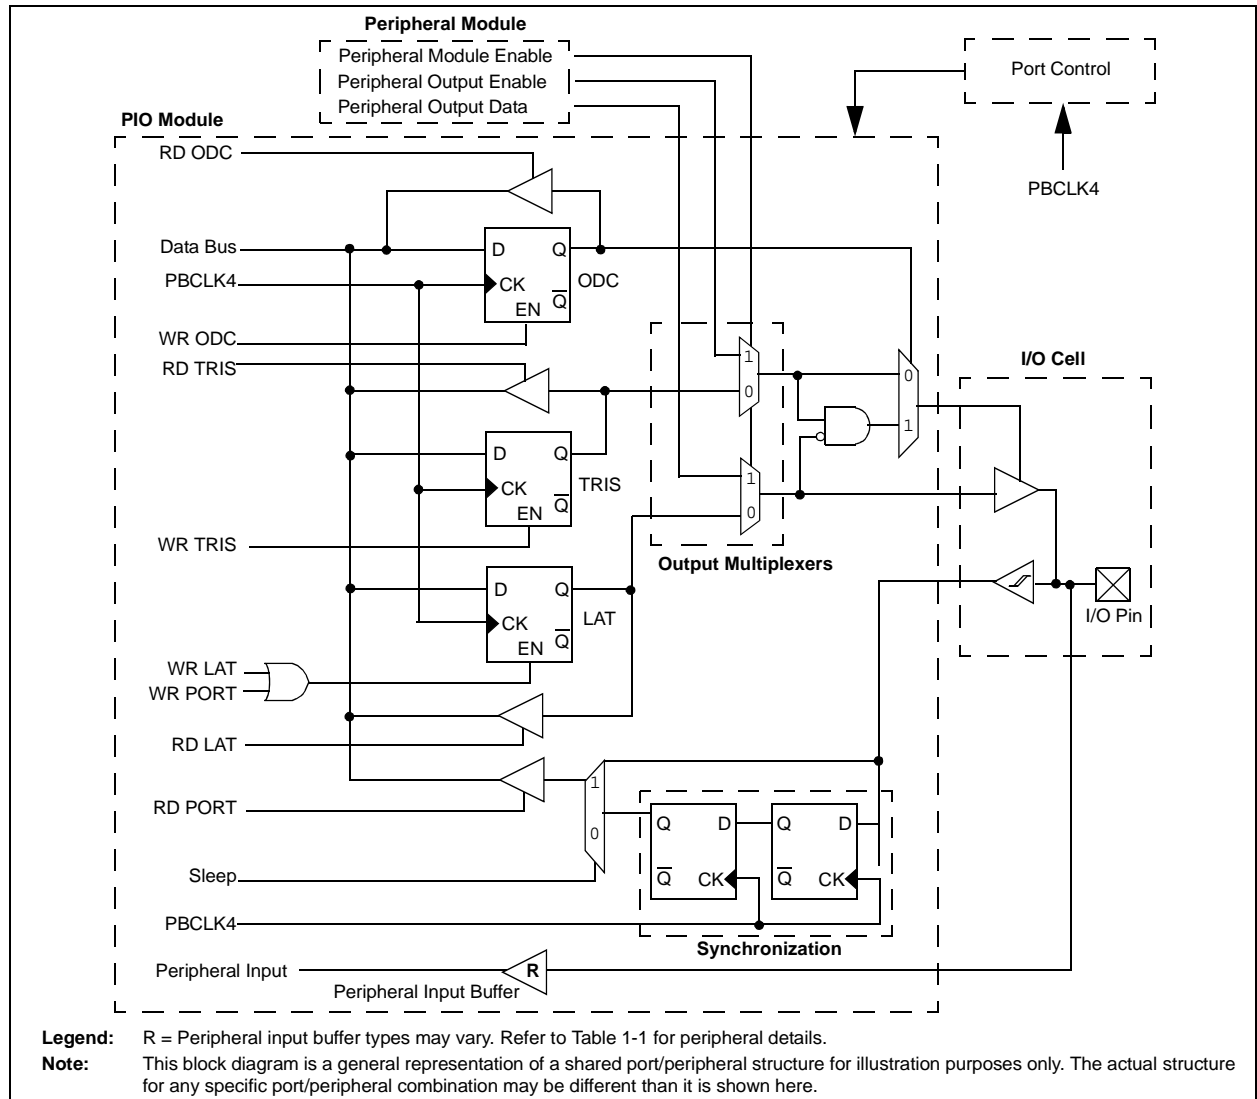 Peripheral Module
Peripheral Module Enable
Peripheral Output Enable
Peripheral Output Data
Port Control
PBCLK4
PIO Module
RD ODC
Data Bus
D
Q
PBCLK4
CK
ODC
EN
Q
WR ODC
RD TRIS
1
0
0
1
I/O Cell
D
Q
CK
TRIS
EN
Q
1
0
WR TRIS
Output Multiplexers
D
Q
CK
LAT
EN
Q
I/O Pin
WR LAT
WR PORT
RD LAT
RD PORT
1
0
Q
D
Q
D
Sleep
Q
CK
Q
CK
PBCLK4
Synchronization
Peripheral Input
R
Peripheral Input Buffer
Legend: R = Peripheral input buffer types may vary. Refer to Table 1-1 for peripheral details.
Note: This block diagram is a general representation of a shared port/peripheral structure for illustration purposes only. The actual structure
for any specific port/peripheral combination may be different than it is shown here.